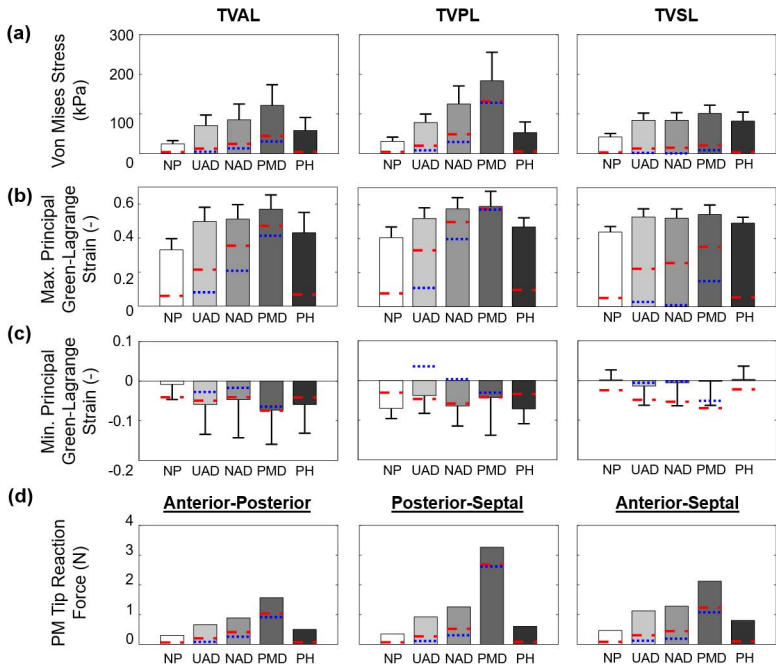 TVAL TVPL TVSL
(a)
Von Mises Stress
(kPa)
300
200
100
0
NP UAD NAD PMD PH NP UAD NAD PMD PH NP UAD NAD PMD PH
(b)
Max. Principal
Green-Lagrange
Strain (-)
0.6
0.4
0.2
0
NP UAD NAD PMD PH NP UAD NAD PMD PH NP UAD NAD PMD PH
(c)
Min. Principal
Green-Lagrange
Strain (-)
0.1
0
-0.1
-0.2
NP UAD NAD PMD PH NP UAD NAD PMD PH NP UAD NAD PMD PH
(d)
Anterior-Posterior Posterior-Septal Anterior-Septal
PM Tip Reaction
Force (N)
4
3
2
1
0
NP UAD NAD PMD PH NP UAD NAD PMD PH NP UAD NAD PMD PH